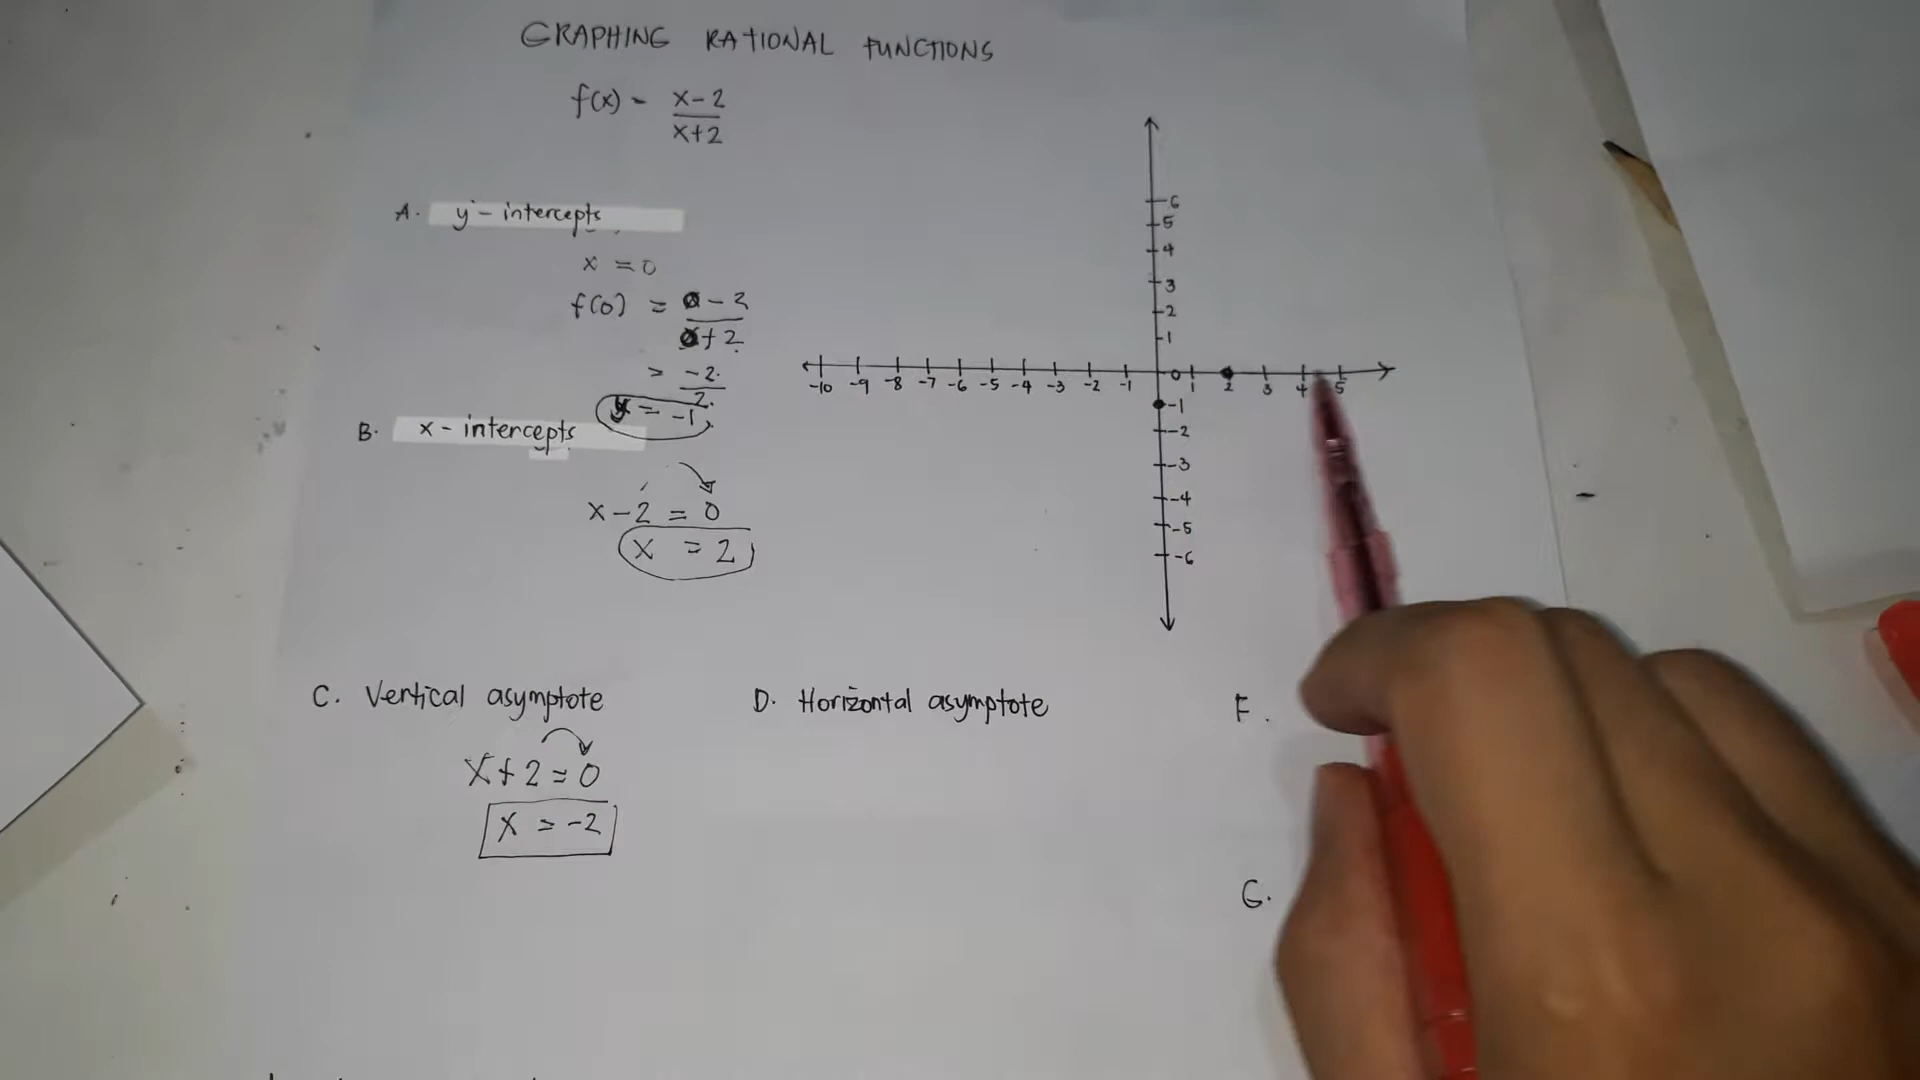 GRAPHING RATIONAL FUNCTIONS
f(x) - x-2
x+2
A. y - intercepts
x = 0
f(0) = 0 - 2
0 + 2
> -2
2
y = -1
B. x - intercepts
x - 2 = 0
x = 2
6
5
4
3
2
1
-10 -9 -8 -7 -6 -5 -4 -3 -2 -1 0 1 2 3 4 5
-1
-2
-3
-4
-5
-6
C. Vertical asymptote
x + 2 = 0
x = -2
D. Horizontal asymptote
F.
G.